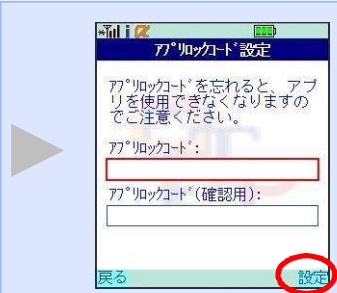 ｱﾌﾟﾘﾛｯｸｺｰﾄﾞ設定
ｱﾌﾟﾘﾛｯｸｺｰﾄﾞを忘れると、アプ
リを使用できなくなりますの
でご注意ください。
ｱﾌﾟﾘﾛｯｸｺｰﾄﾞ:
ｱﾌﾟﾘﾛｯｸｺｰﾄﾞ(確認用):
戻る 設定